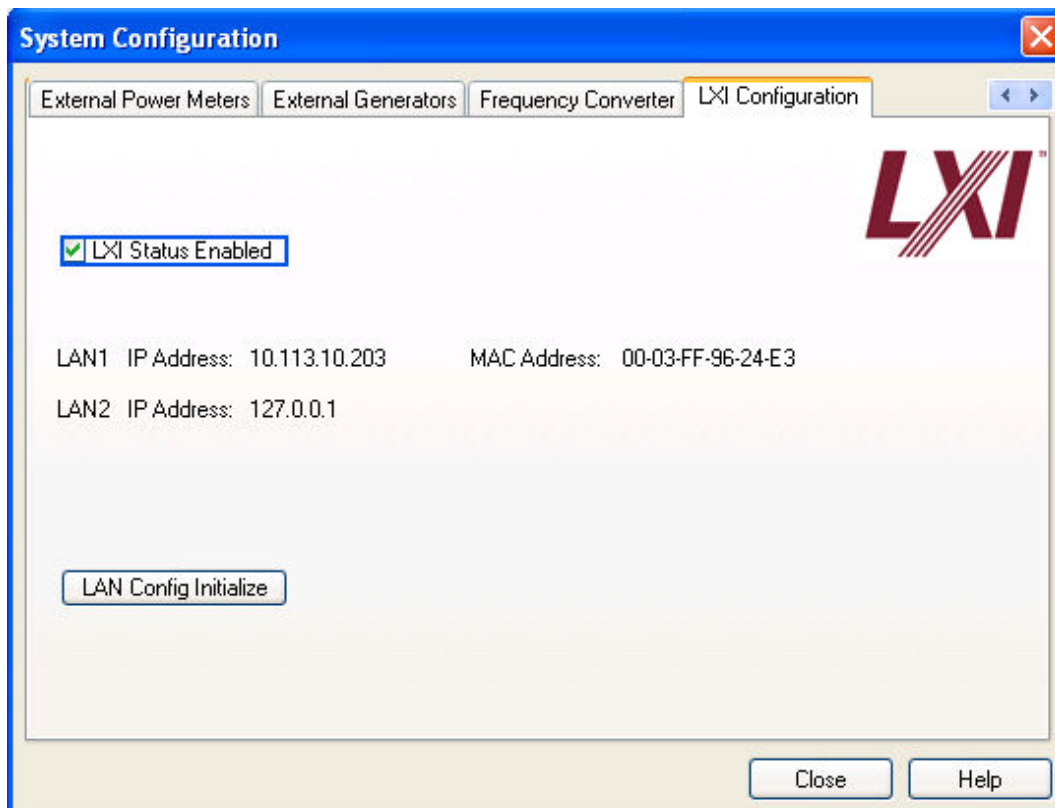 System Configuration
External Power Meters External Generators Frequency Converter LXI Configuration
LXI™
LXI Status Enabled
LAN1 IP Address: 10.113.10.203 MAC Address: 00-03-FF-96-24-E3
LAN2 IP Address: 127.0.0.1
LAN Config Initialize
Close Help